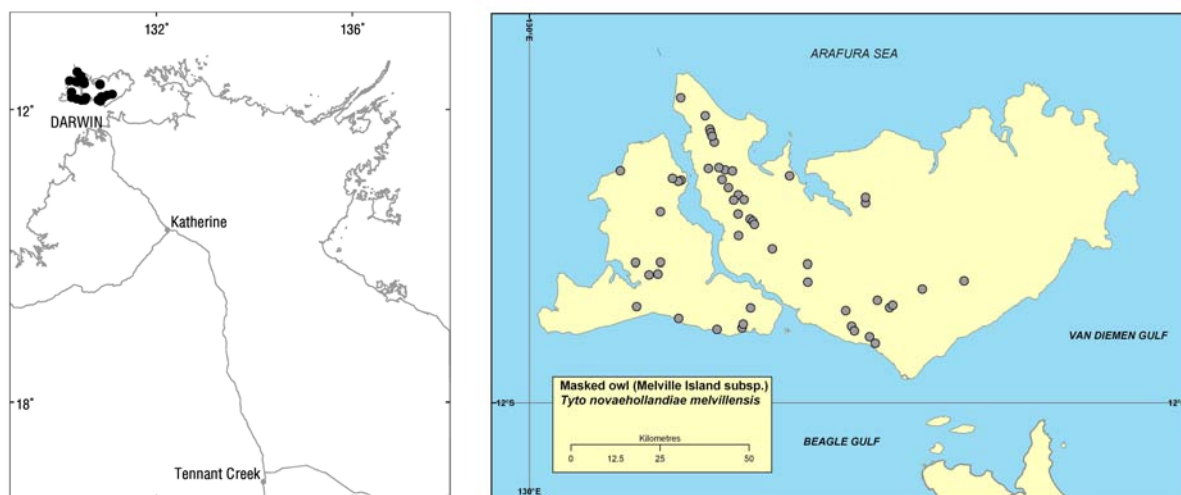 132°
136°
12°
DARWIN
Katherine
18°
Tennant Creek
130°E
ARAFURA SEA
VAN DIEMEN GULF
Masked owl (Melville Island subsp.)
Tyto novaehollandiae melvillensis
Kilometres
0 12.5 25 50
12°S
12°
BEAGLE GULF
130°E